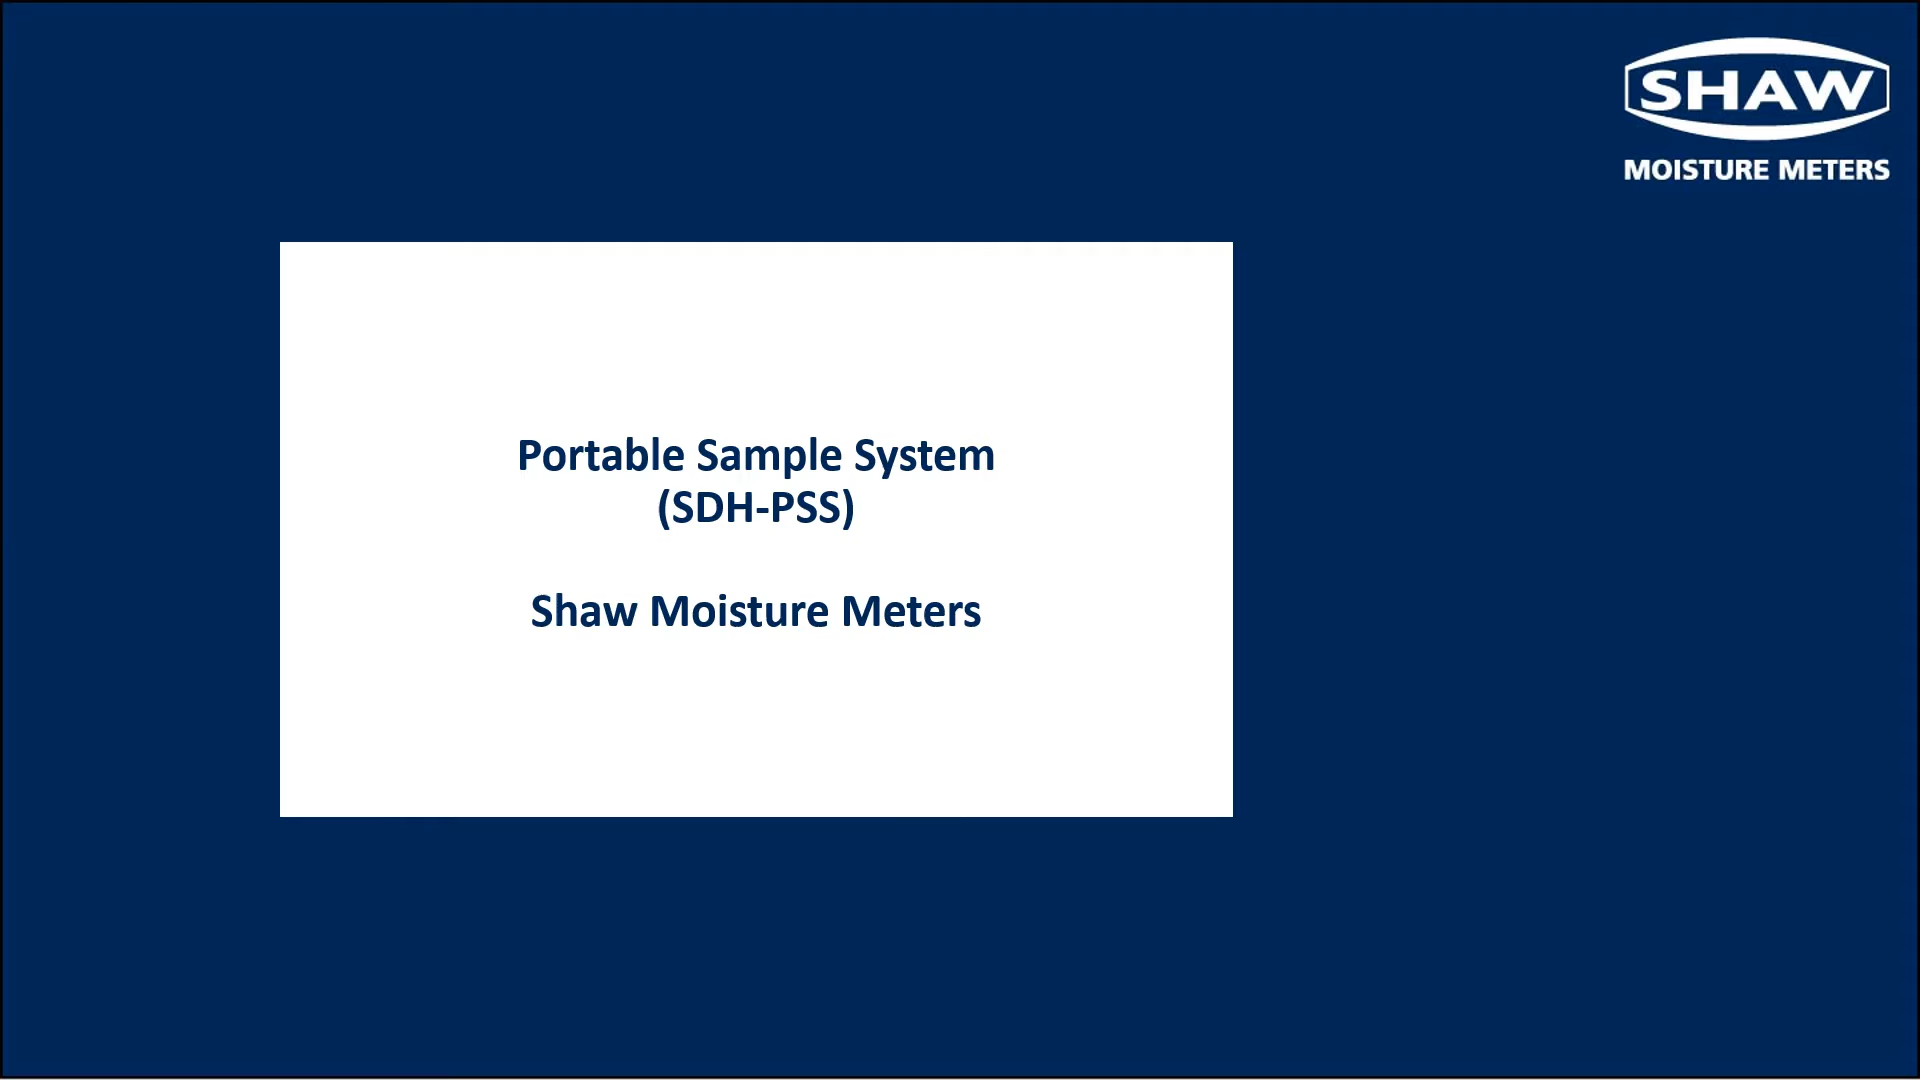 SHAW
MOISTURE METERS
Portable Sample System
(SDH-PSS)
Shaw Moisture Meters